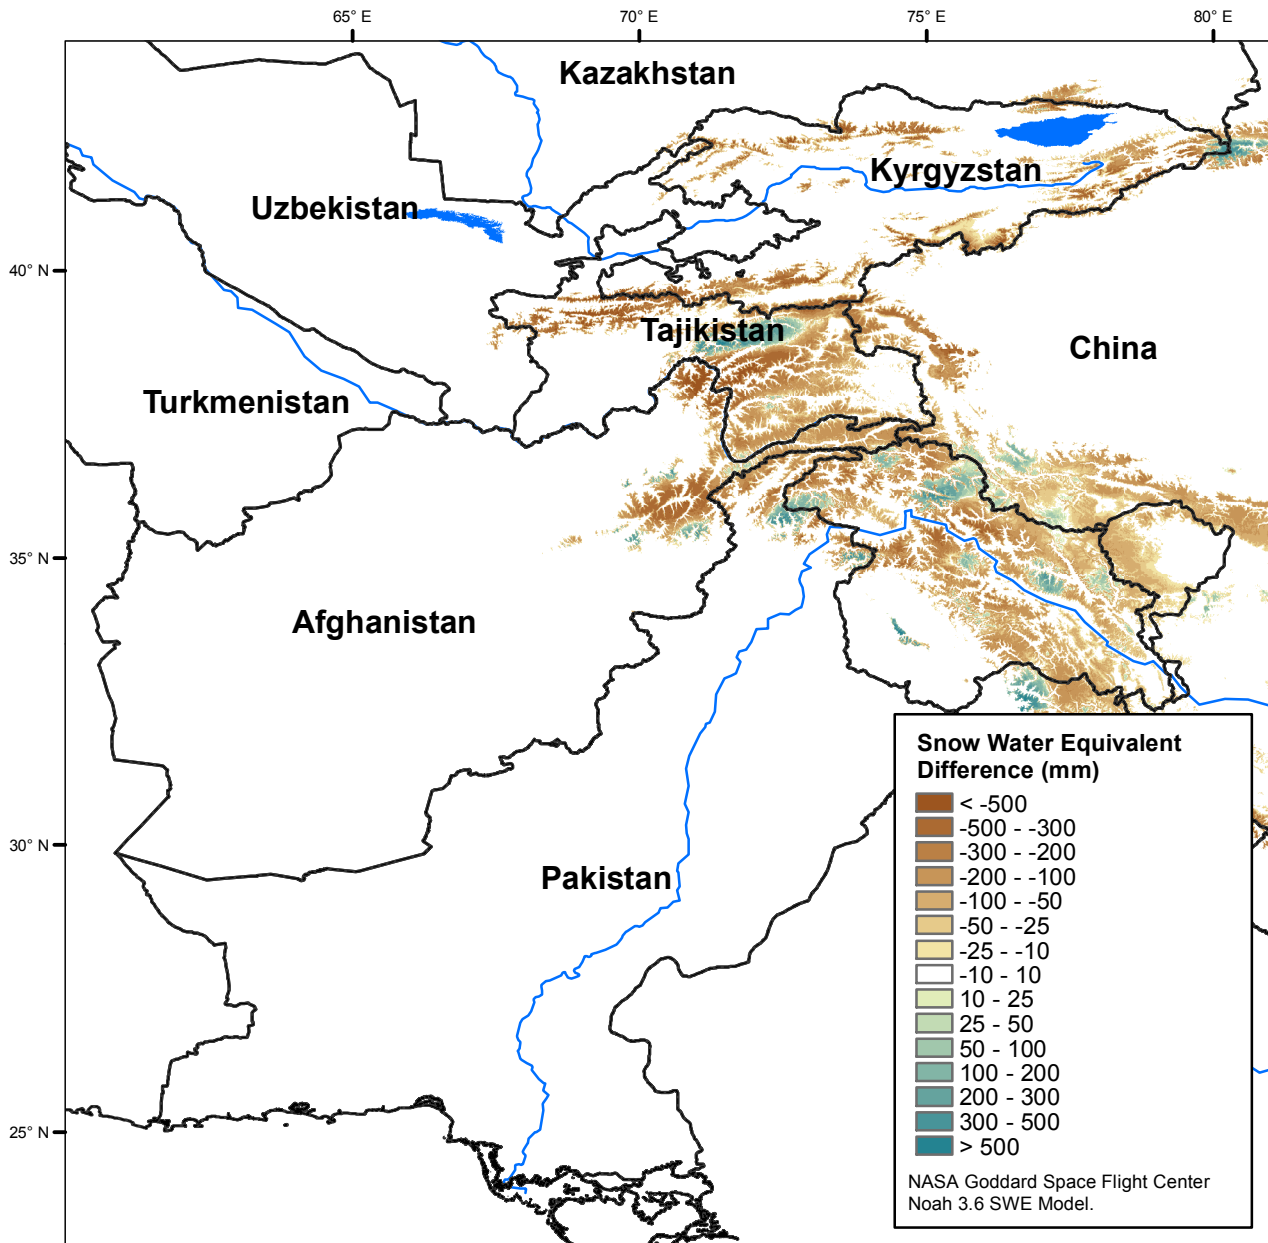 65° E
70° E
75° E
80° E
Kazakhstan
Kyrgyzstan
Uzbekistan
40° N
Tajikistan
China
Turkmenistan
35° N
Afghanistan
30° N
Pakistan
25° N
Snow Water Equivalent
Difference (mm)
< -500
-500 - -300
-300 - -200
-200 - -100
-100 - -50
-50 - -25
-25 - -10
-10 - 10
10 - 25
25 - 50
50 - 100
100 - 200
200 - 300
300 - 500
> 500
NASA Goddard Space Flight Center
Noah 3.6 SWE Model.